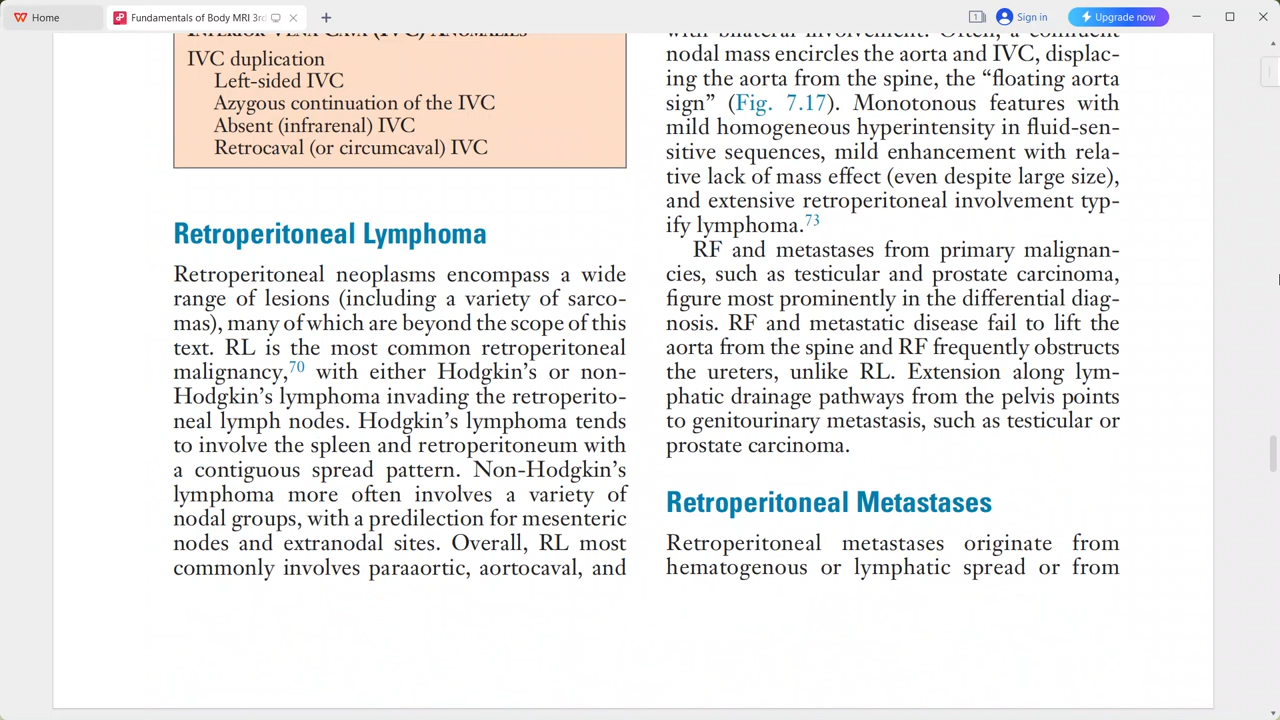 Home
Fundamentals of Body MRI 3rd
1
Sign in
Upgrade now
INFERIOR VENA CAVA (IVC) ANOMALIES
IVC duplication
Left-sided IVC
Azygous continuation of the IVC
Absent (infrarenal) IVC
Retrocaval (or circumcaval) IVC
Retroperitoneal Lymphoma
Retroperitoneal neoplasms encompass a wide
range of lesions (including a variety of sarco-
mas), many of which are beyond the scope of this
text. RL is the most common retroperitoneal
malignancy,70 with either Hodgkin's or non-
Hodgkin's lymphoma invading the retroperito-
neal lymph nodes. Hodgkin's lymphoma tends
to involve the spleen and retroperitoneum with
a contiguous spread pattern. Non-Hodgkin's
lymphoma more often involves a variety of
nodal groups, with a predilection for mesenteric
nodes and extranodal sites. Overall, RL most
commonly involves paraortic, aortocaval, and
with bilateral involvement. Often, a confluent
nodal mass encircles the aorta and IVC, displac-
ing the aorta from the spine, the “floating aorta
sign” (Fig. 7.17). Monotonous features with
mild homogeneous hyperintensity in fluid-sen-
sitive sequences, mild enhancement with rela-
tive lack of mass effect (even despite large size),
and extensive retroperitoneal involvement typ-
ify lymphoma.73
RF and metastases from primary malignan-
cies, such as testicular and prostate carcinoma,
figure most prominently in the differential diag-
nosis. RF and metastatic disease fail to lift the
aorta from the spine and RF frequently obstructs
the ureters, unlike RL. Extension along lym-
phatic drainage pathways from the pelvis points
to genitourinary metastasis, such as testicular or
prostate carcinoma.
Retroperitoneal Metastases
Retroperitoneal metastases originate from
hematogenous or lymphatic spread or from